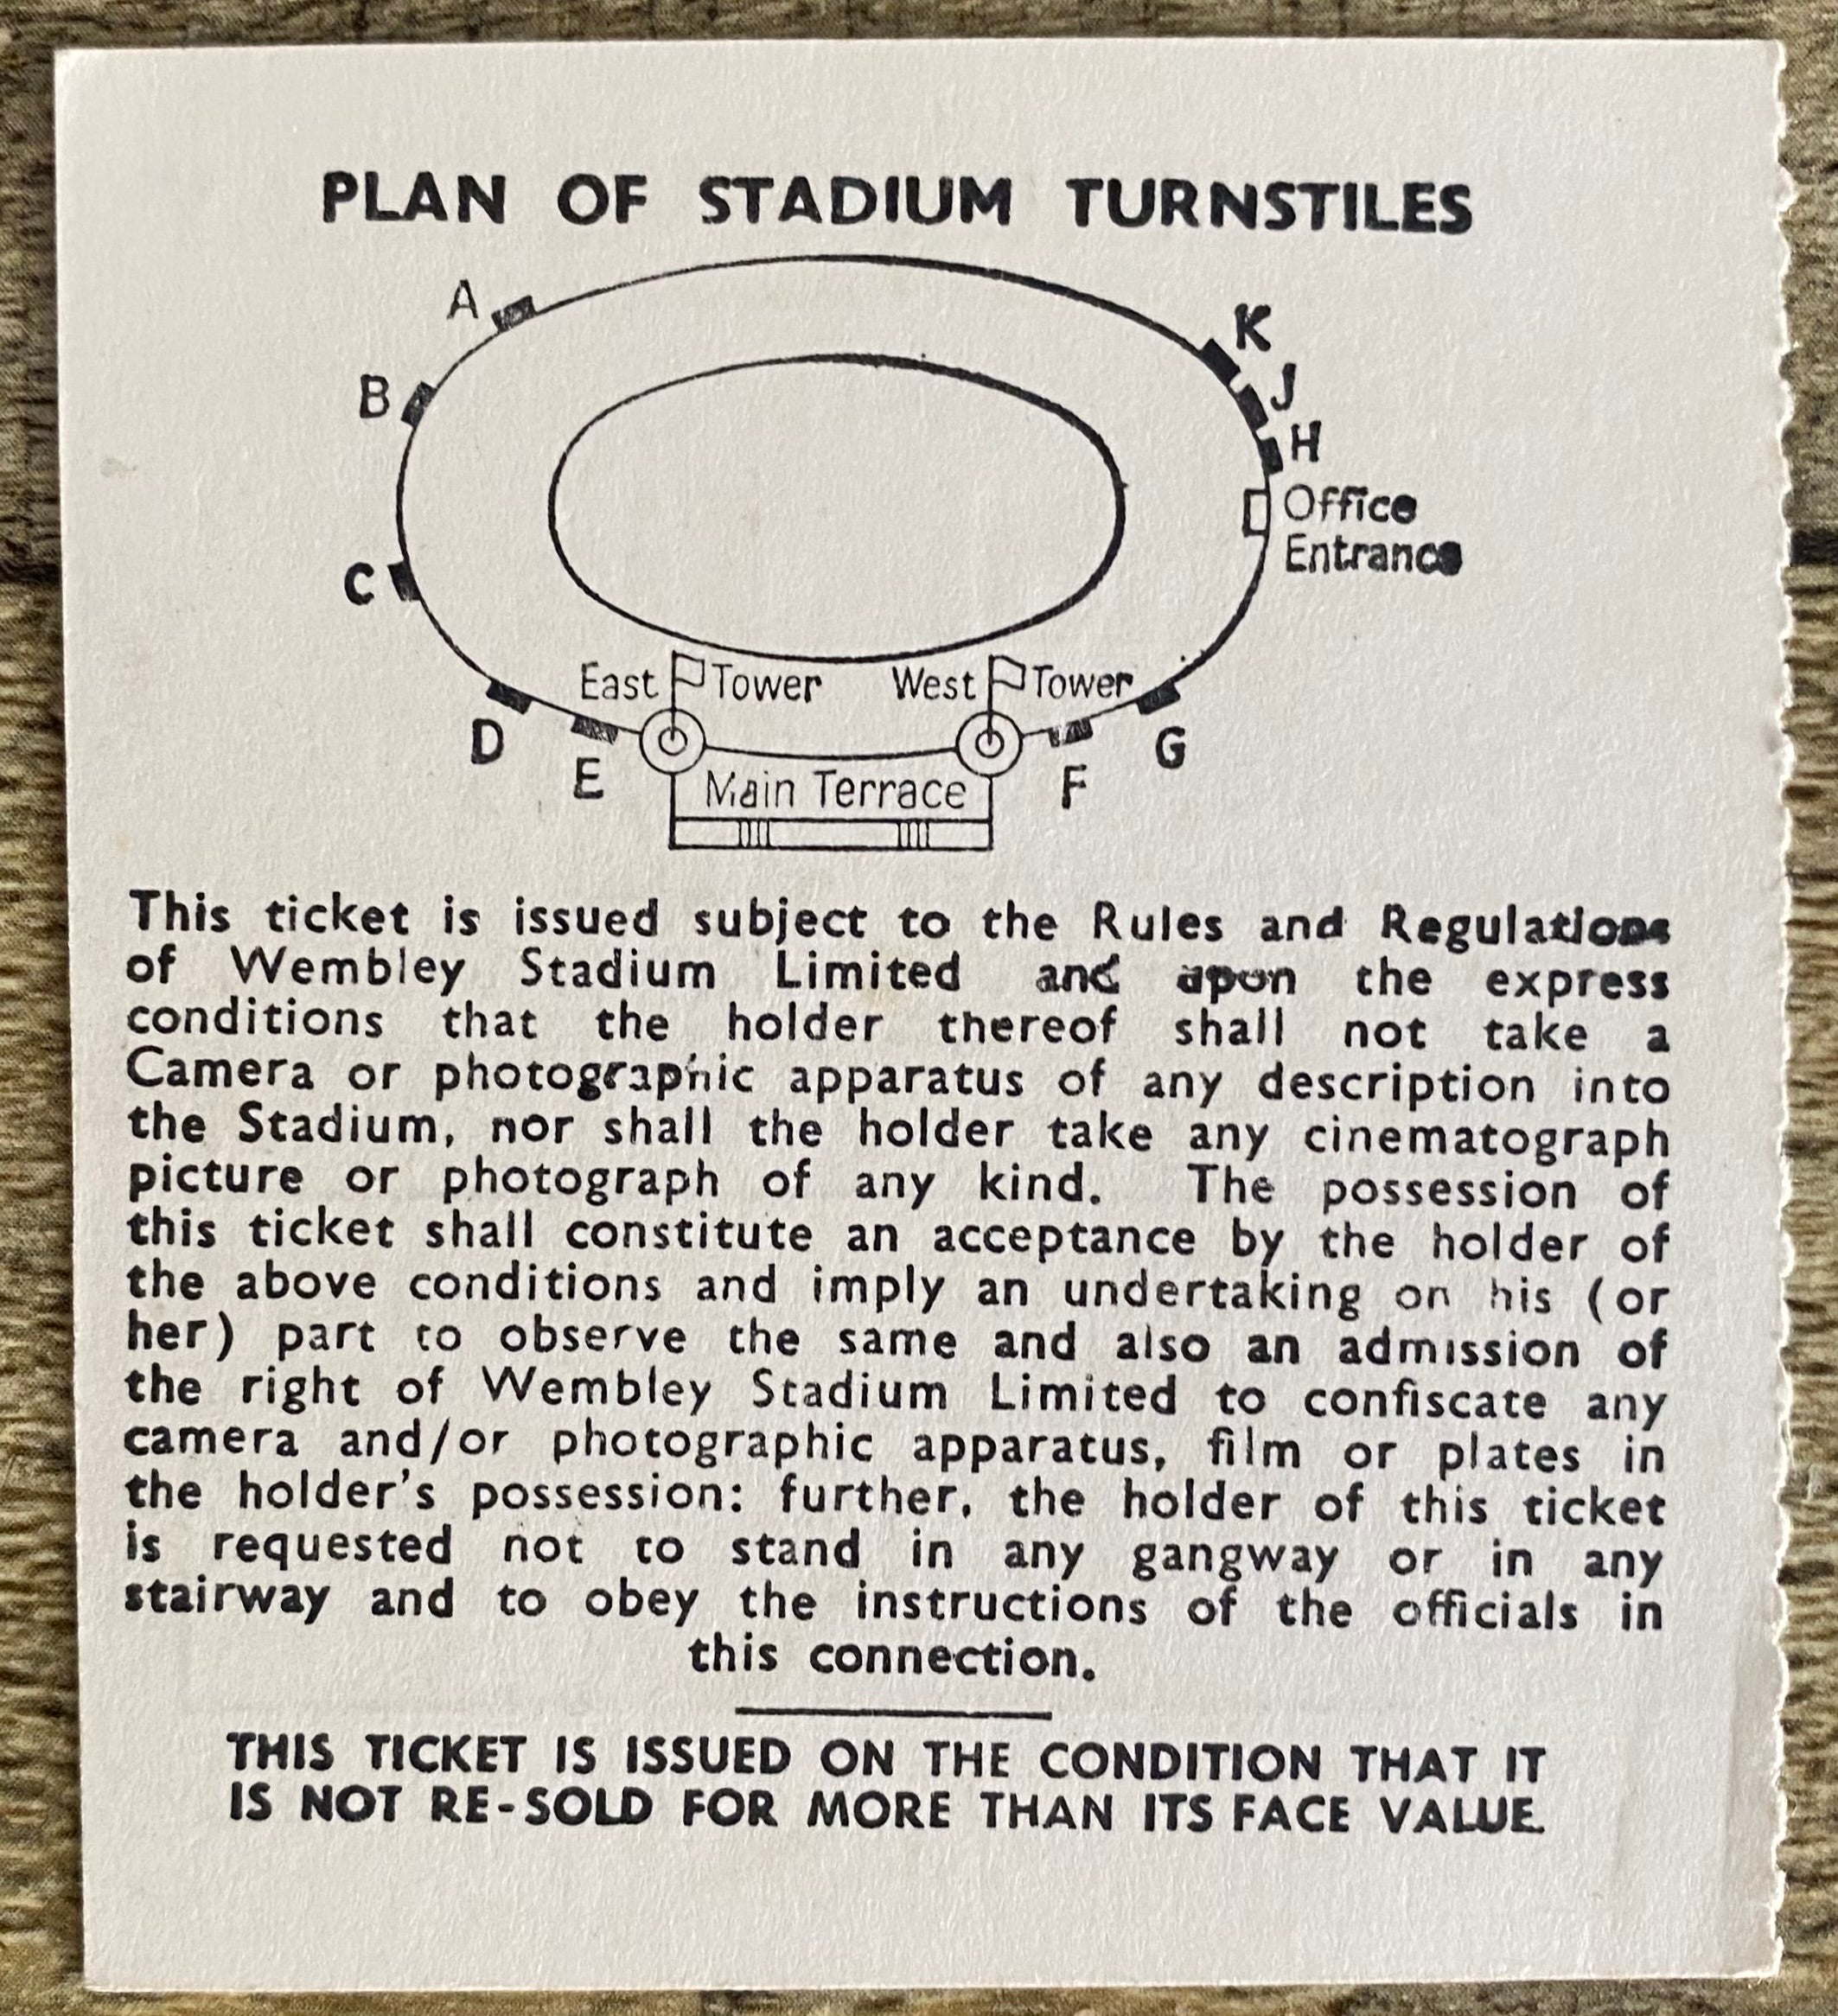 PLAN OF STADIUM TURNSTILES
A
K
B
J
H
Office
Entrance
C
East Tower
West Tower
D
G
E
Main Terrace
F
This ticket is issued subject to the Rules and Regulations
of Wembley Stadium Limited and upon the express
conditions that the holder thereof shall not take a
Camera or photographic apparatus of any description into
the Stadium, nor shall the holder take any cinematograph
picture or photograph of any kind. The possession of
this ticket shall constitute an acceptance by the holder of
the above conditions and imply an undertaking on his (or
her) part to observe the same and also an admission of
the right of Wembley Stadium Limited to confiscate any
camera and/or photographic apparatus, film or plates in
the holder's possession: further, the holder of this ticket
is requested not to stand in any gangway or in any
stairway and to obey the instructions of the officials in
this connection.
THIS TICKET IS ISSUED ON THE CONDITION THAT IT
IS NOT RE-SOLD FOR MORE THAN ITS FACE VALUE.